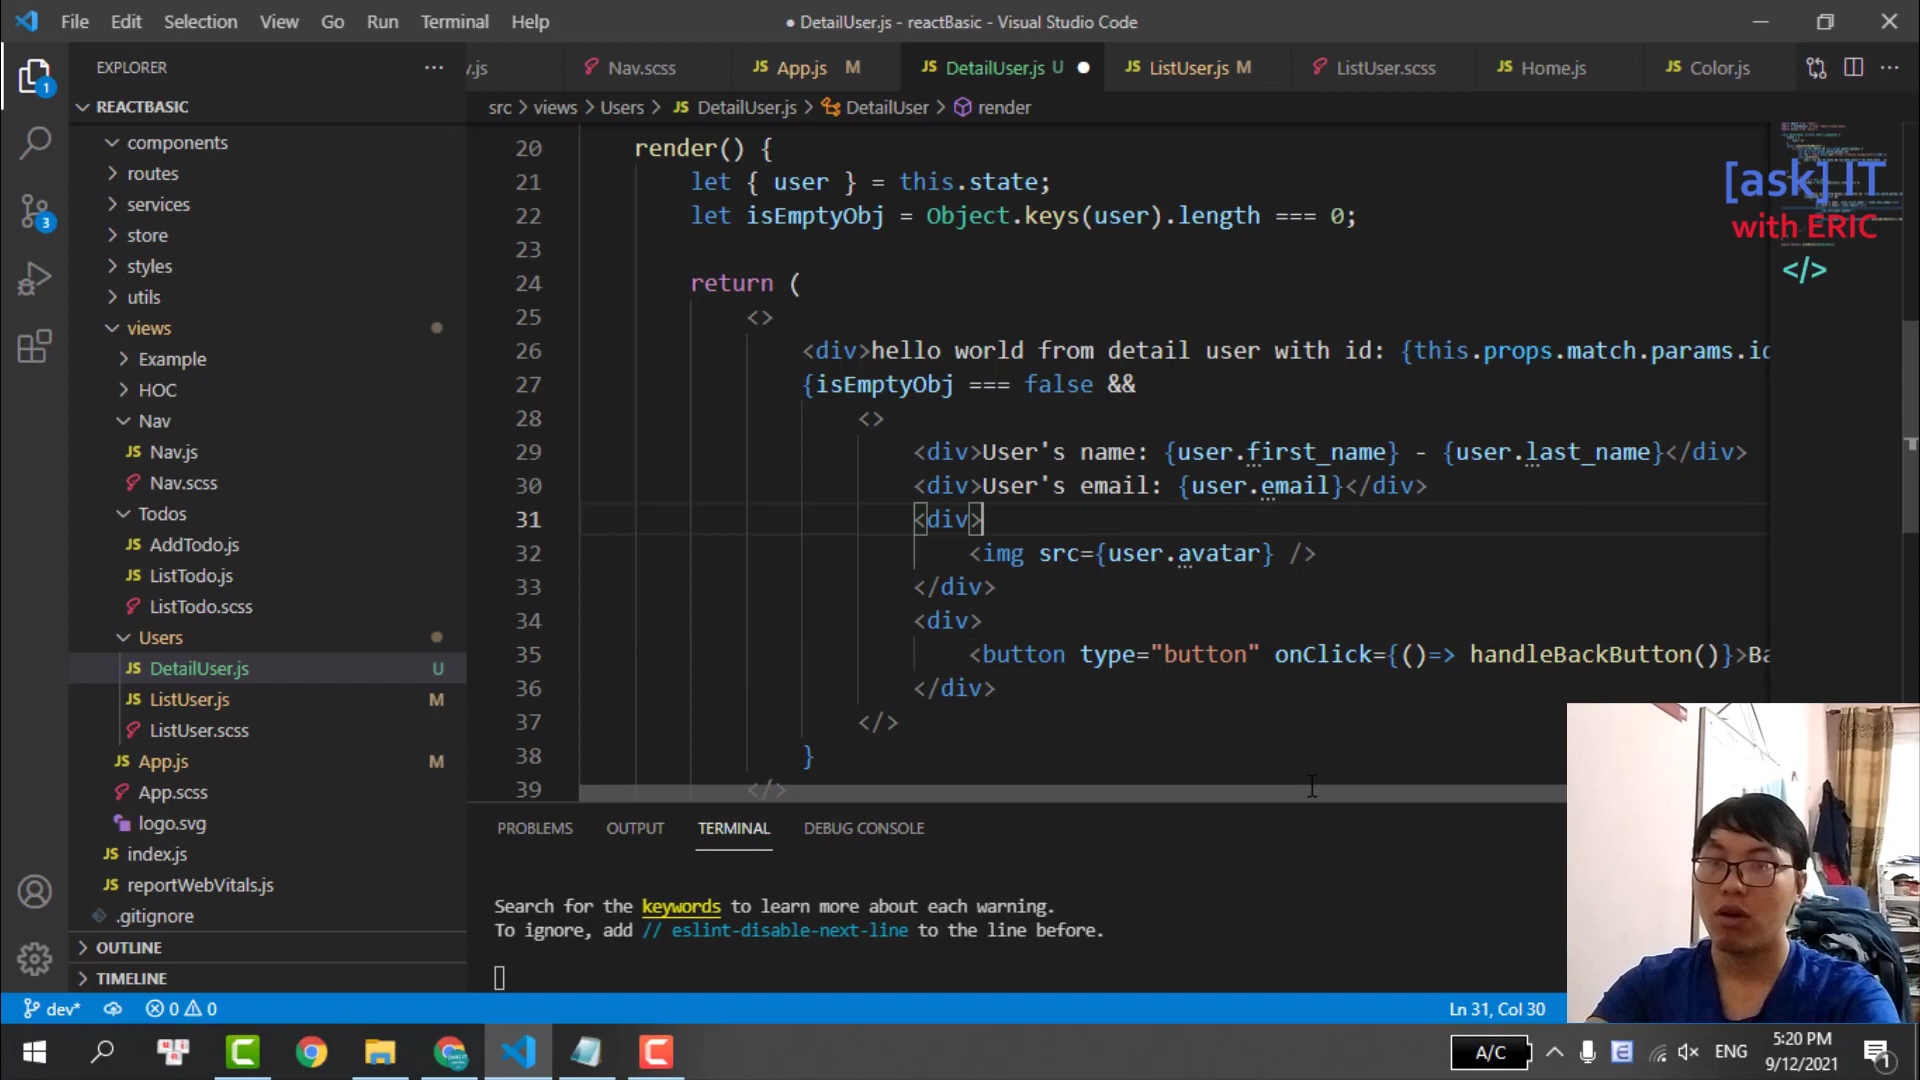 File Edit Selection View Go Run Terminal Help
● DetailUser.js - reactBasic - Visual Studio Code
EXPLORER
.js
Nav.scss
JS App.js M
JS DetailUser.js U
JS ListUser.js M
ListUser.scss
JS Home.js
JS Color.js
REACTBASIC
src > views > Users > JS DetailUser.js > DetailUser > render
components
routes
services
store
styles
utils
views
Example
HOC
Nav
JS Nav.js
Nav.scss
Todos
JS AddTodo.js
JS ListTodo.js
ListTodo.scss
Users
JS DetailUser.js U
JS ListUser.js M
ListUser.scss
JS App.js M
App.scss
logo.svg
JS index.js
JS reportWebVitals.js
.gitignore
OUTLINE
TIMELINE
1
3
20 render() {
21 let { user } = this.state;
22 let isEmptyObj = Object.keys(user).length === 0;
23
24 return (
25 <>
26 <div>hello world from detail user with id: {this.props.match.params.id
27 {isEmptyObj === false &&
28 <>
29 <div>User's name: {user.first_name} - {user.last_name}</div>
30 <div>User's email: {user.email}</div>
31 <div>
32 <img src={user.avatar} />
33 </div>
34 <div>
35 <button type="button" onClick={()=> handleBackButton()}>Ba
36 </div>
37 </>
38 }
39 </>
[ask] IT
with ERIC
</>
PROBLEMS OUTPUT TERMINAL DEBUG CONSOLE
Search for the keywords to learn more about each warning.
To ignore, add // eslint-disable-next-line to the line before.
dev* 0 0
Ln 31, Col 30
A/C
ENG
5:20 PM
9/12/2021
1